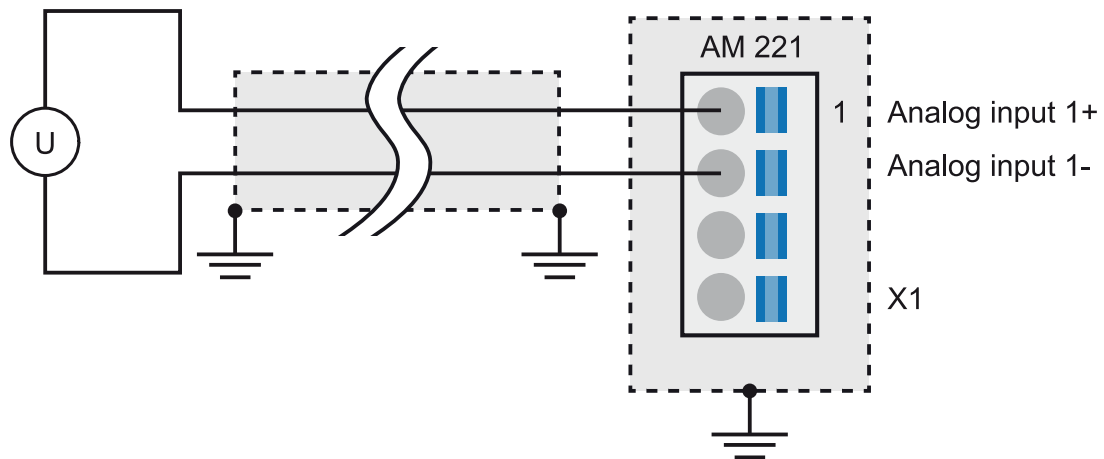 AM 221
1 Analog input 1+
U
Analog input 1-
X1